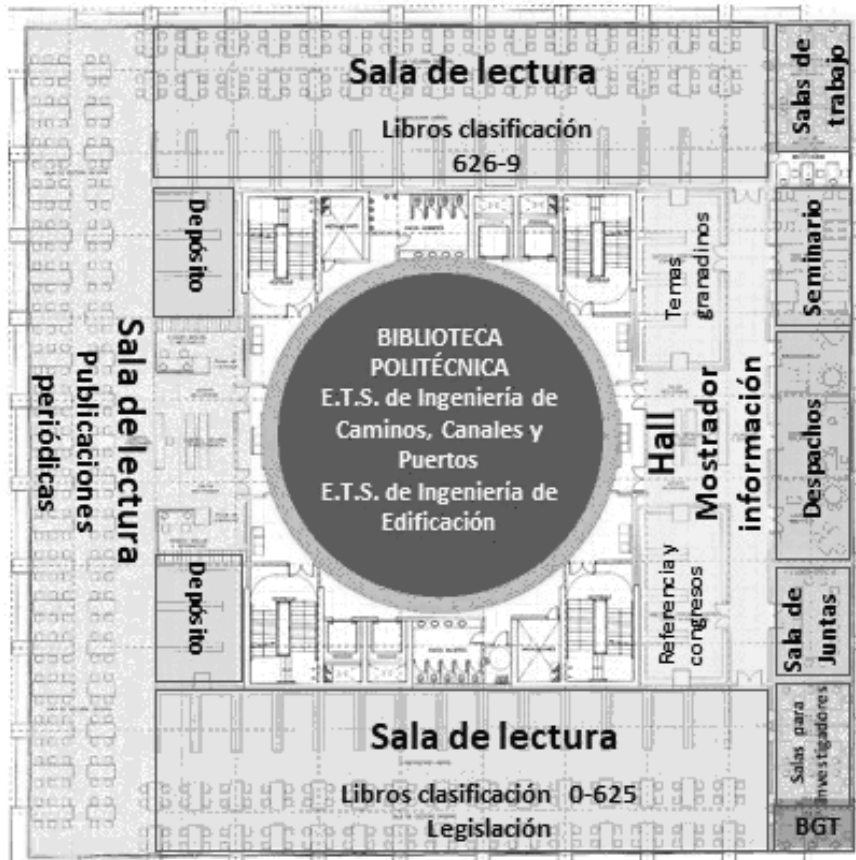 Sala de lectura
Libros clasificación
626-9
Salas de
trabajo
Depósito
Temas
granadinos
Seminario
Sala de lectura
Publicaciones
periódicas
BIBLIOTECA
POLITÉCNICA
E.T.S. de Ingeniería de
Caminos, Canales y
Puertos
E.T.S. de Ingeniería de
Edificación
Hall
Mostrador
información
Despachos
Depósito
Referencia y
congresos
Sala de
Juntas
Sala de lectura
Libros clasificación 0-625
Legislación
Salas para
investigadores
BGT